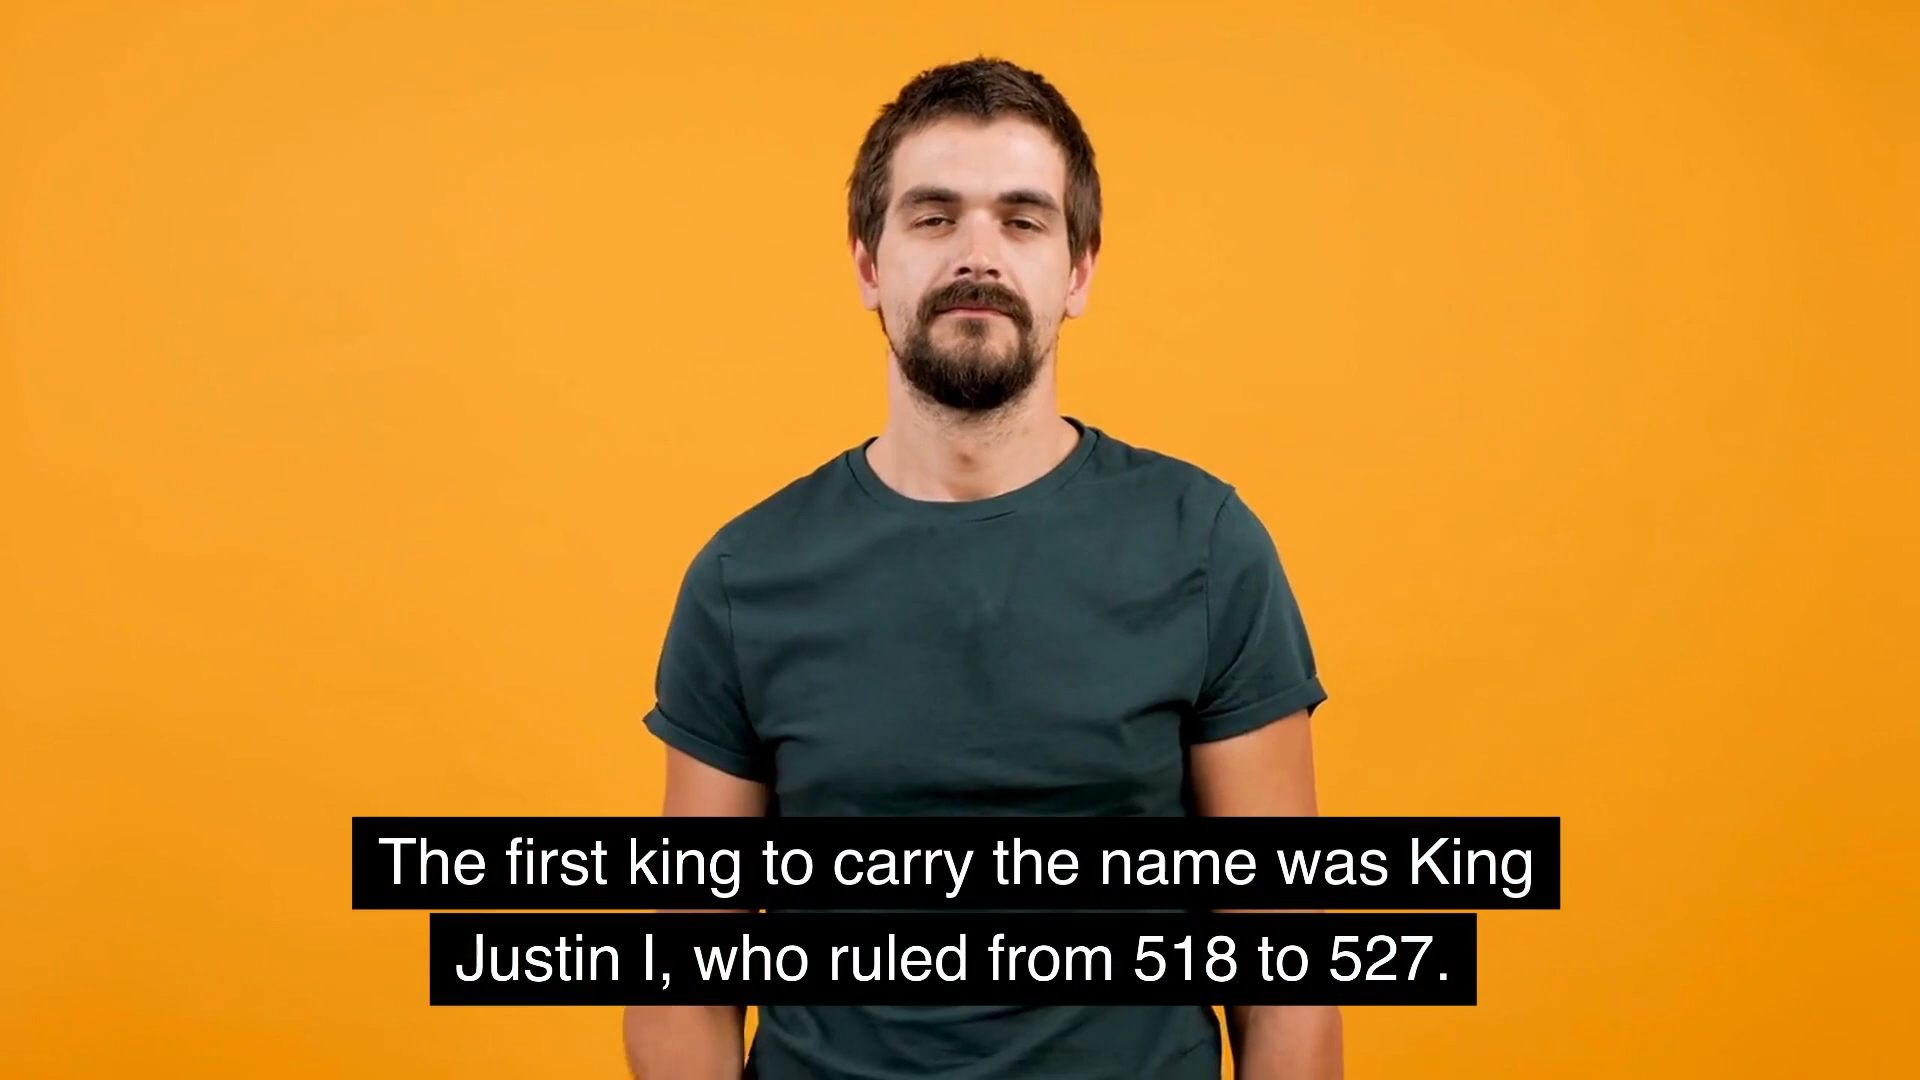 The first king to carry the name was King
Justin I, who ruled from 518 to 527.